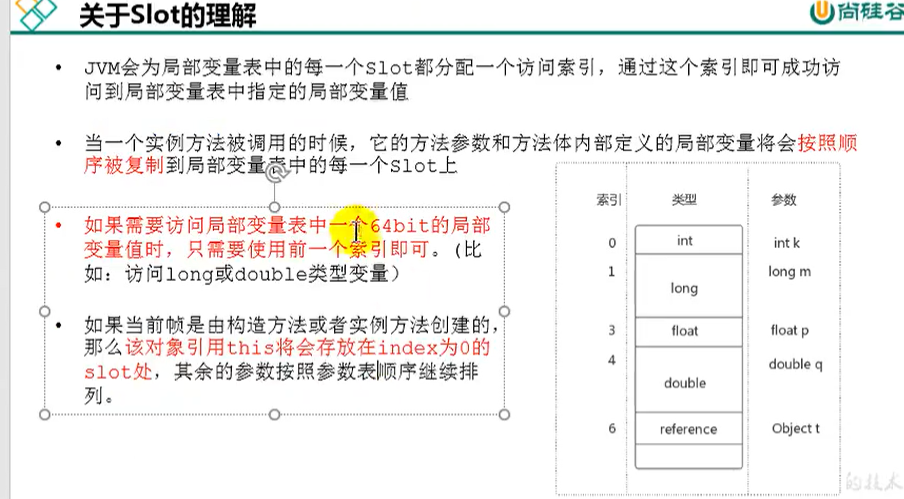 关于Slot的理解
尚硅谷
• JVM会为局部变量表中的每一个Slot都分配一个访问索引，通过这个索引即可成功访
问到局部变量表中指定的局部变量值
• 当一个实例方法被调用的时候，它的方法参数和方法体内部定义的局部变量将会按照顺
序被复制到局部变量表中的每一个Slot上
• 如果需要访问局部变量表中一个64bit的局部
变量值时，只需要使用前一个索引即可。(比
如：访问long或double类型变量）
• 如果当前帧是由构造方法或者实例方法创建的，
那么该对象引用this将会存放在index为0的
slot处，其余的参数按照参数表顺序继续排
列。
索引 类型 参数
0 int int k
1 long long m
3 float float p
4 double double q
6 reference Object t
的技术